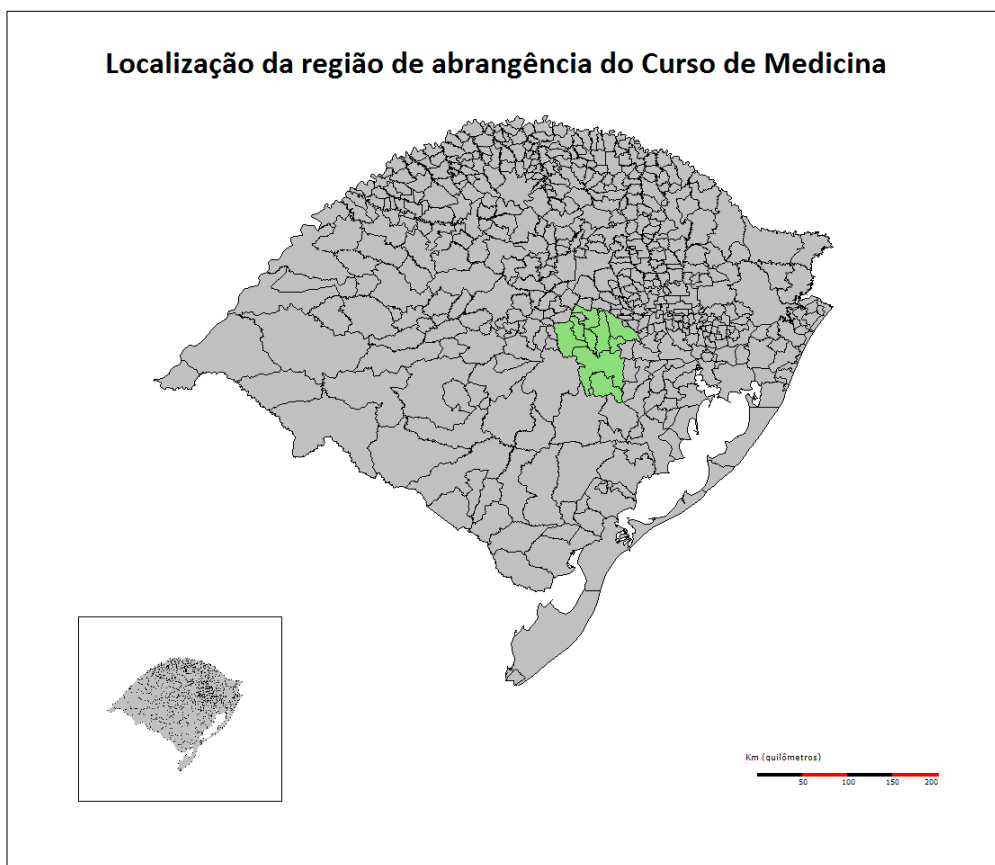 Localização da região de abrangência do Curso de Medicina
Km (quilômetros)
50 100 150 200